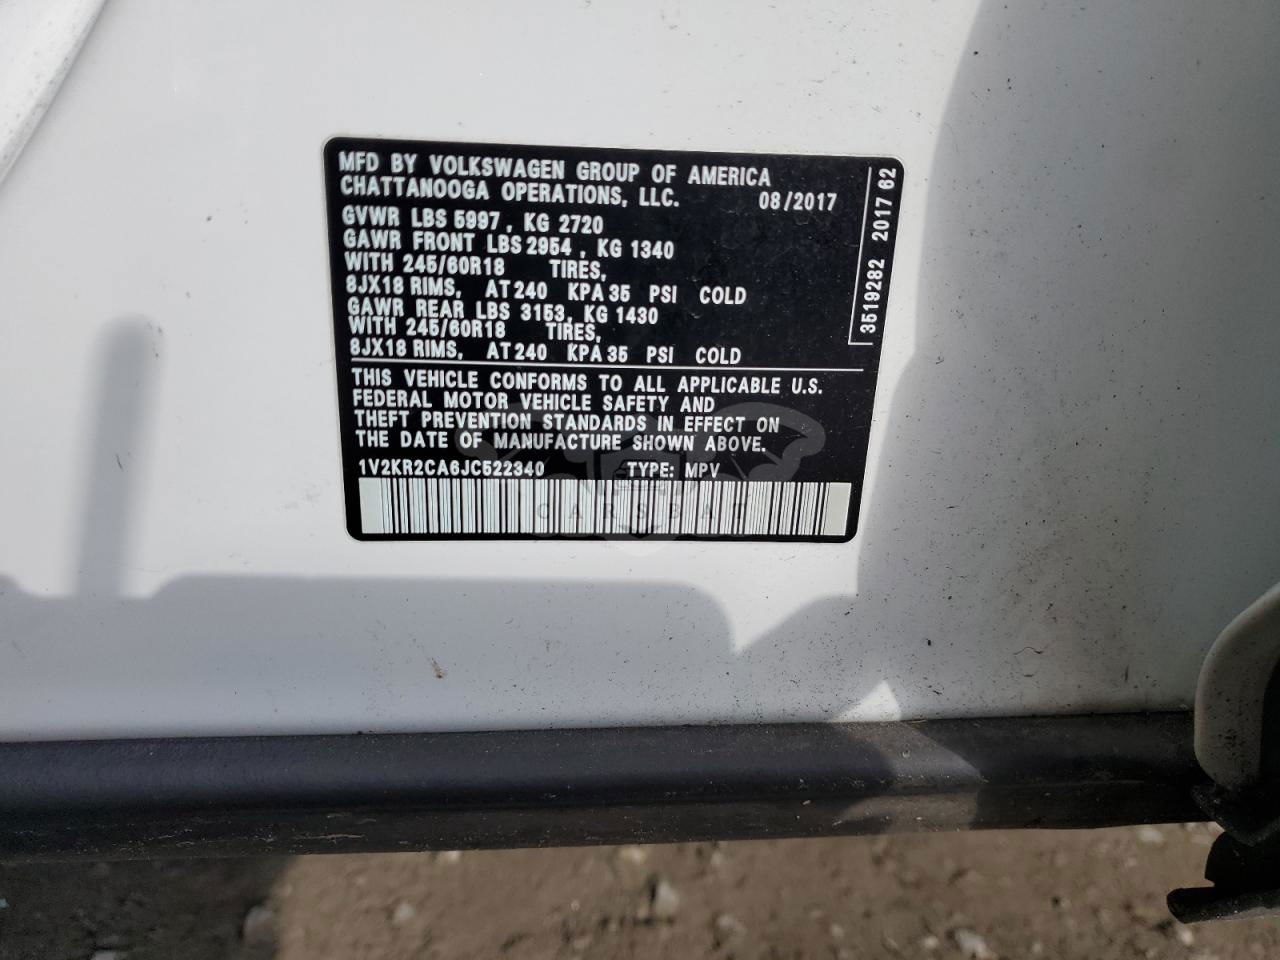 MFD BY VOLKSWAGEN GROUP OF AMERICA
CHATTANOOGA OPERATIONS, LLC. 08/2017
GVWR LBS 5997, KG 2720
GAWR FRONT LBS 2954, KG 1340
WITH 245/60R18 TIRES,
8JX18 RIMS, AT 240 KPA 35 PSI COLD
GAWR REAR LBS 3153, KG 1430
WITH 245/60R18 TIRES,
8JX18 RIMS, AT 240 KPA 35 PSI COLD
3519282 2017 62
THIS VEHICLE CONFORMS TO ALL APPLICABLE U.S.
FEDERAL MOTOR VEHICLE SAFETY AND
THEFT PREVENTION STANDARDS IN EFFECT ON
THE DATE OF MANUFACTURE SHOWN ABOVE.
1V2KR2CA6JC522340 TYPE: MPV
CARSBAT